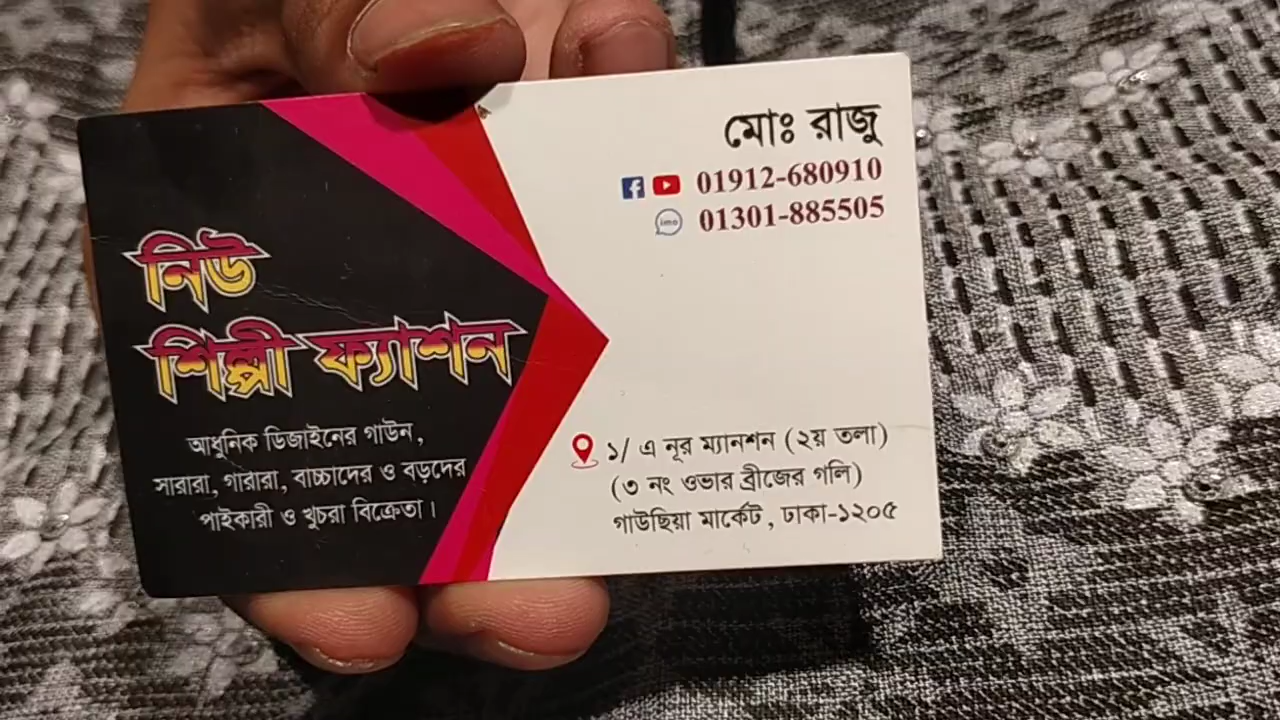 নিউ
শিল্পী ফ্যাশন
আধুনিক ডিজাইনের গাউন,
সারারা, গারারা, বাচ্চাদের ও বড়দের
পাইকারী ও খুচরা বিক্রেতা।
মোঃ রাজু
01912-680910
imo 01301-885505
১/ এ নূর ম্যানশন (২য় তলা)
(৩ নং ওভার ব্রীজের গলি)
গাউছিয়া মার্কেট, ঢাকা-১২০৫